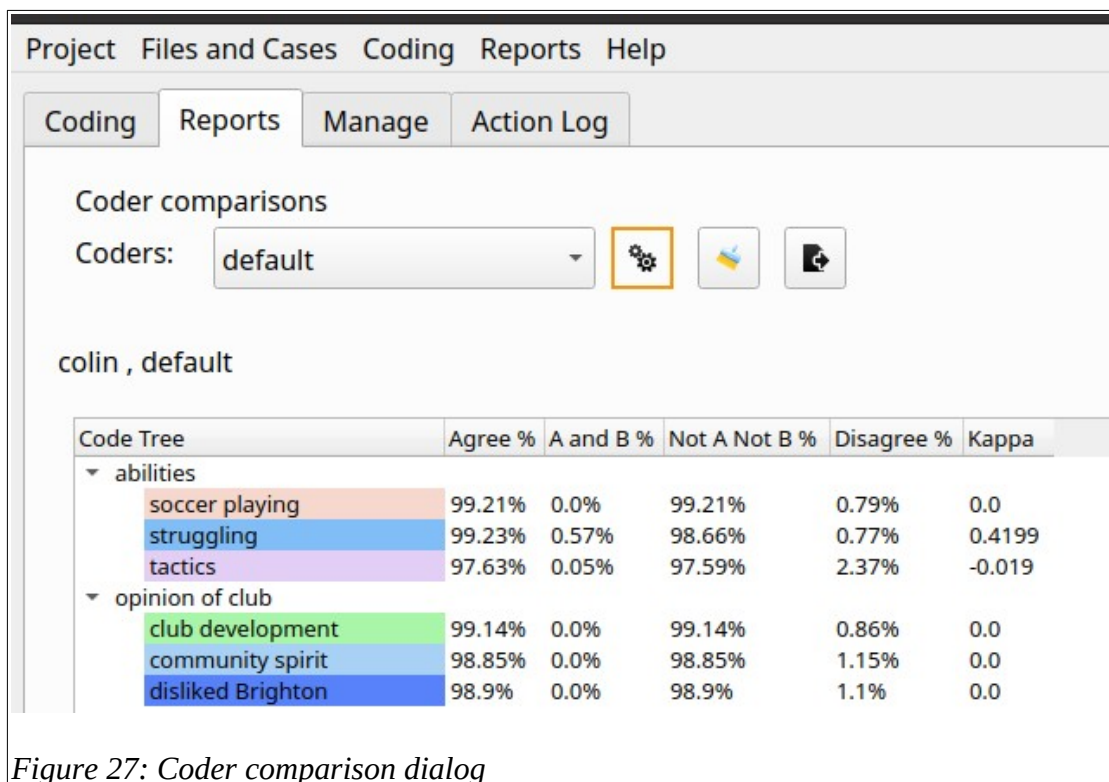 Project Files and Cases Coding Reports Help
Coding Reports Manage Action Log
Coder comparisons
Coders: default
colin , default
Code Tree Agree % A and B % Not A Not B % Disagree % Kappa
abilities
soccer playing 99.21% 0.0% 99.21% 0.79% 0.0
struggling 99.23% 0.57% 98.66% 0.77% 0.4199
tactics 97.63% 0.05% 97.59% 2.37% -0.019
opinion of club
club development 99.14% 0.0% 99.14% 0.86% 0.0
community spirit 98.85% 0.0% 98.85% 1.15% 0.0
disliked Brighton 98.9% 0.0% 98.9% 1.1% 0.0
Figure 27: Coder comparison dialog